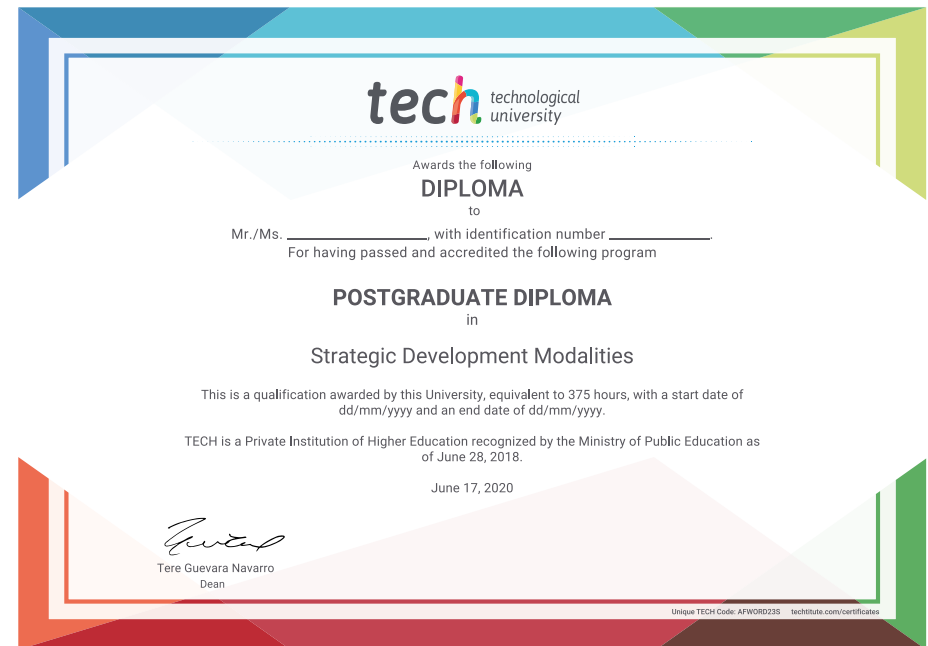 tech technological
university
Awards the following
DIPLOMA
to
Mr./Ms. ____________________, with identification number ______________.
For having passed and accredited the following program
POSTGRADUATE DIPLOMA
in
Strategic Development Modalities
This is a qualification awarded by this University, equivalent to 375 hours, with a start date of
dd/mm/yyyy and an end date of dd/mm/yyyy.
TECH is a Private Institution of Higher Education recognized by the Ministry of Public Education as
of June 28, 2018.
June 17, 2020
Tere Guevara Navarro
Dean
Unique TECH Code: AFWORD23S techtitute.com/certificates